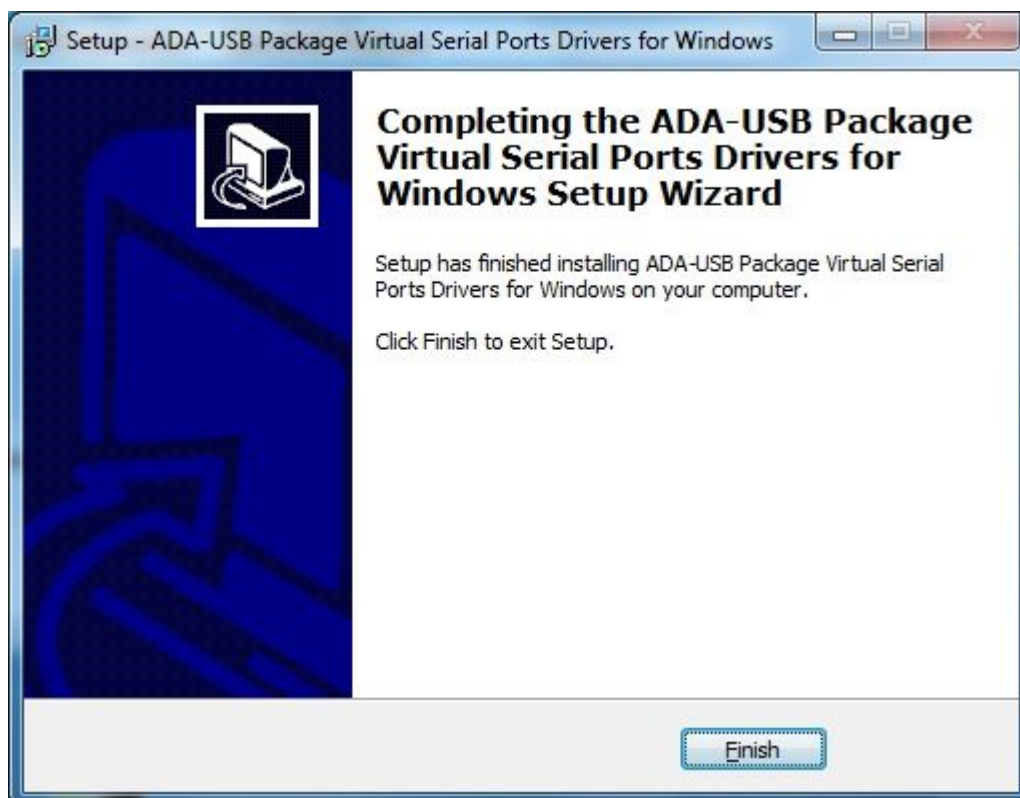 Setup - ADA-USB Package Virtual Serial Ports Drivers for Windows
Completing the ADA-USB Package
Virtual Serial Ports Drivers for
Windows Setup Wizard
Setup has finished installing ADA-USB Package Virtual Serial
Ports Drivers for Windows on your computer.
Click Finish to exit Setup.
Finish